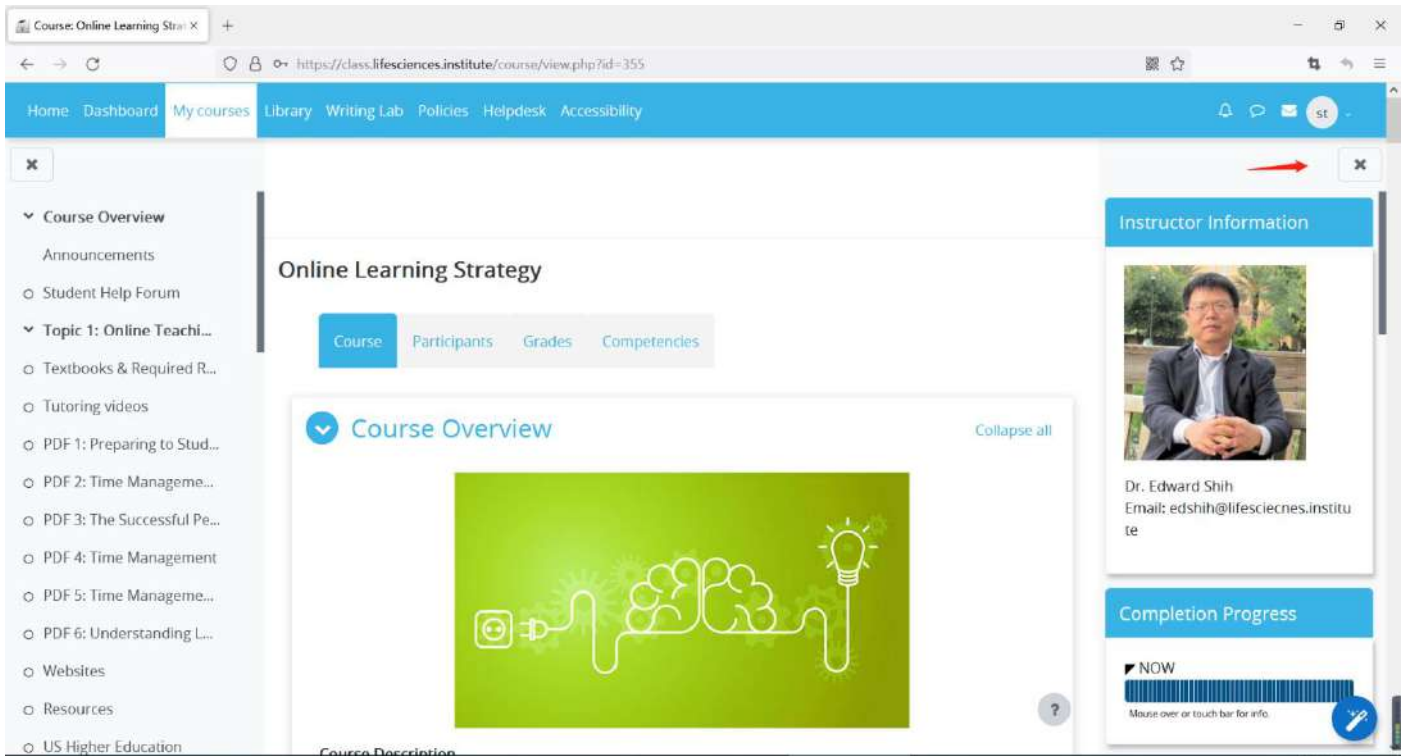 Course: Online Learning Stra
https://class.lifesciences.institute/course/view.php?id=355
Home Dashboard My courses Library Writing Lab Policies Helpdesk Accessibility
st
Course Overview
Announcements
Student Help Forum
Topic 1: Online Teachi...
Textbooks & Required R...
Tutoring videos
PDF 1: Preparing to Stud...
PDF 2: Time Manageme...
PDF 3: The Successful Pe...
PDF 4: Time Management
PDF 5: Time Manageme...
PDF 6: Understanding L...
Websites
Resources
US Higher Education
Online Learning Strategy
Course Participants Grades Competencies
Course Overview
Collapse all
Course Description
?
Instructor Information
Dr. Edward Shih
Email: edshih@lifesciecnes.institu
te
Completion Progress
NOW
Mouse over or touch bar for info.